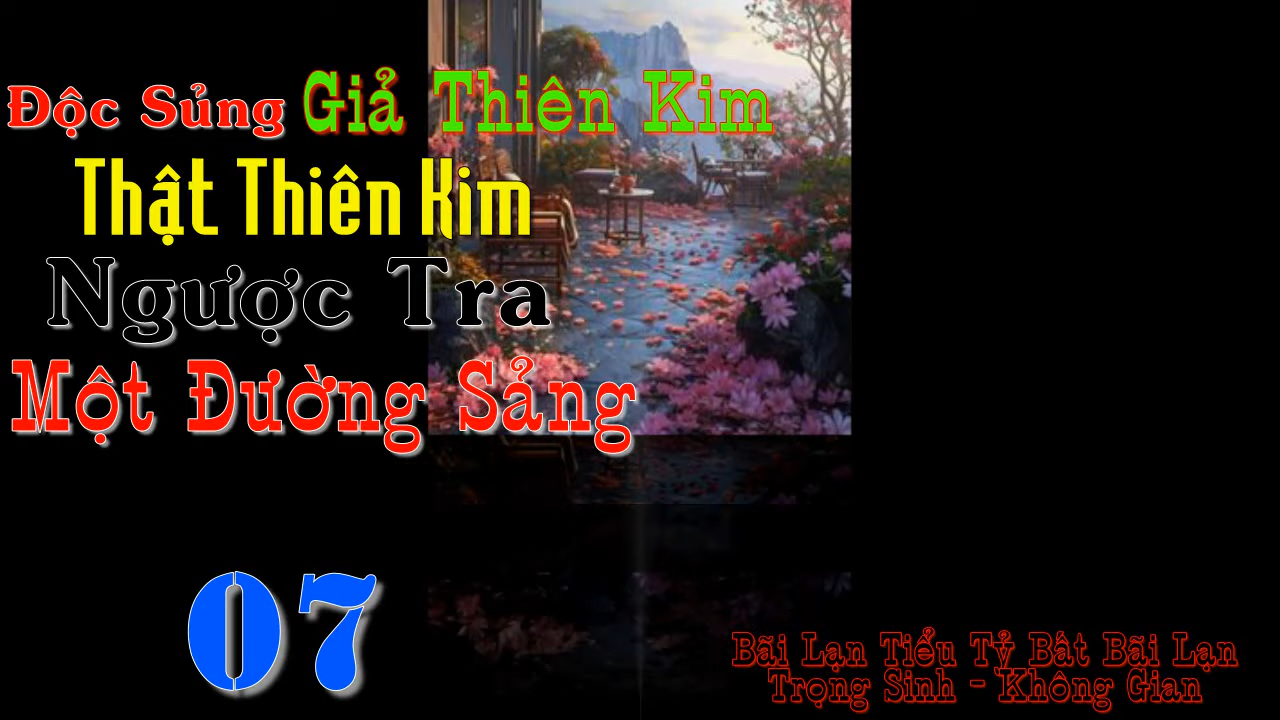 Độc Sủng Giả Thiên Kim
Thật Thiên Kim
Ngược Tra
Một Đường Sảng
07
Bãi Lạn Tiểu Tỷ Bât Bãi Lạn
Trọng Sinh - Không Gian